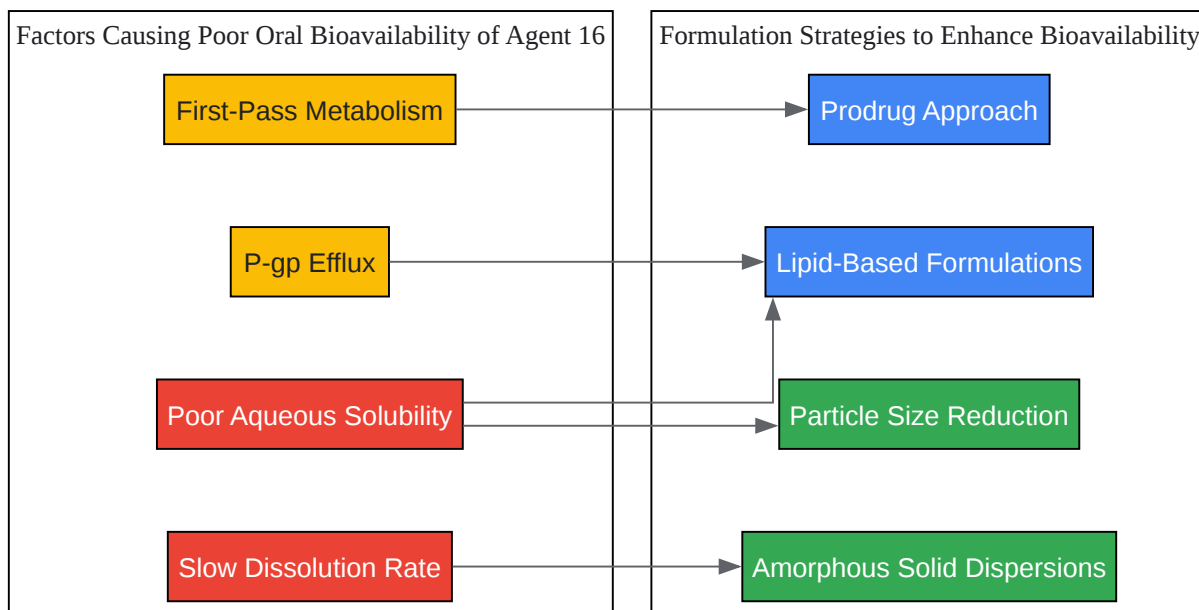 Factors Causing Poor Oral Bioavailability of Agent 16
Formulation Strategies to Enhance Bioavailability
First-Pass Metabolism
Prodrug Approach
P-gp Efflux
Lipid-Based Formulations
Poor Aqueous Solubility
Particle Size Reduction
Slow Dissolution Rate
Amorphous Solid Dispersions